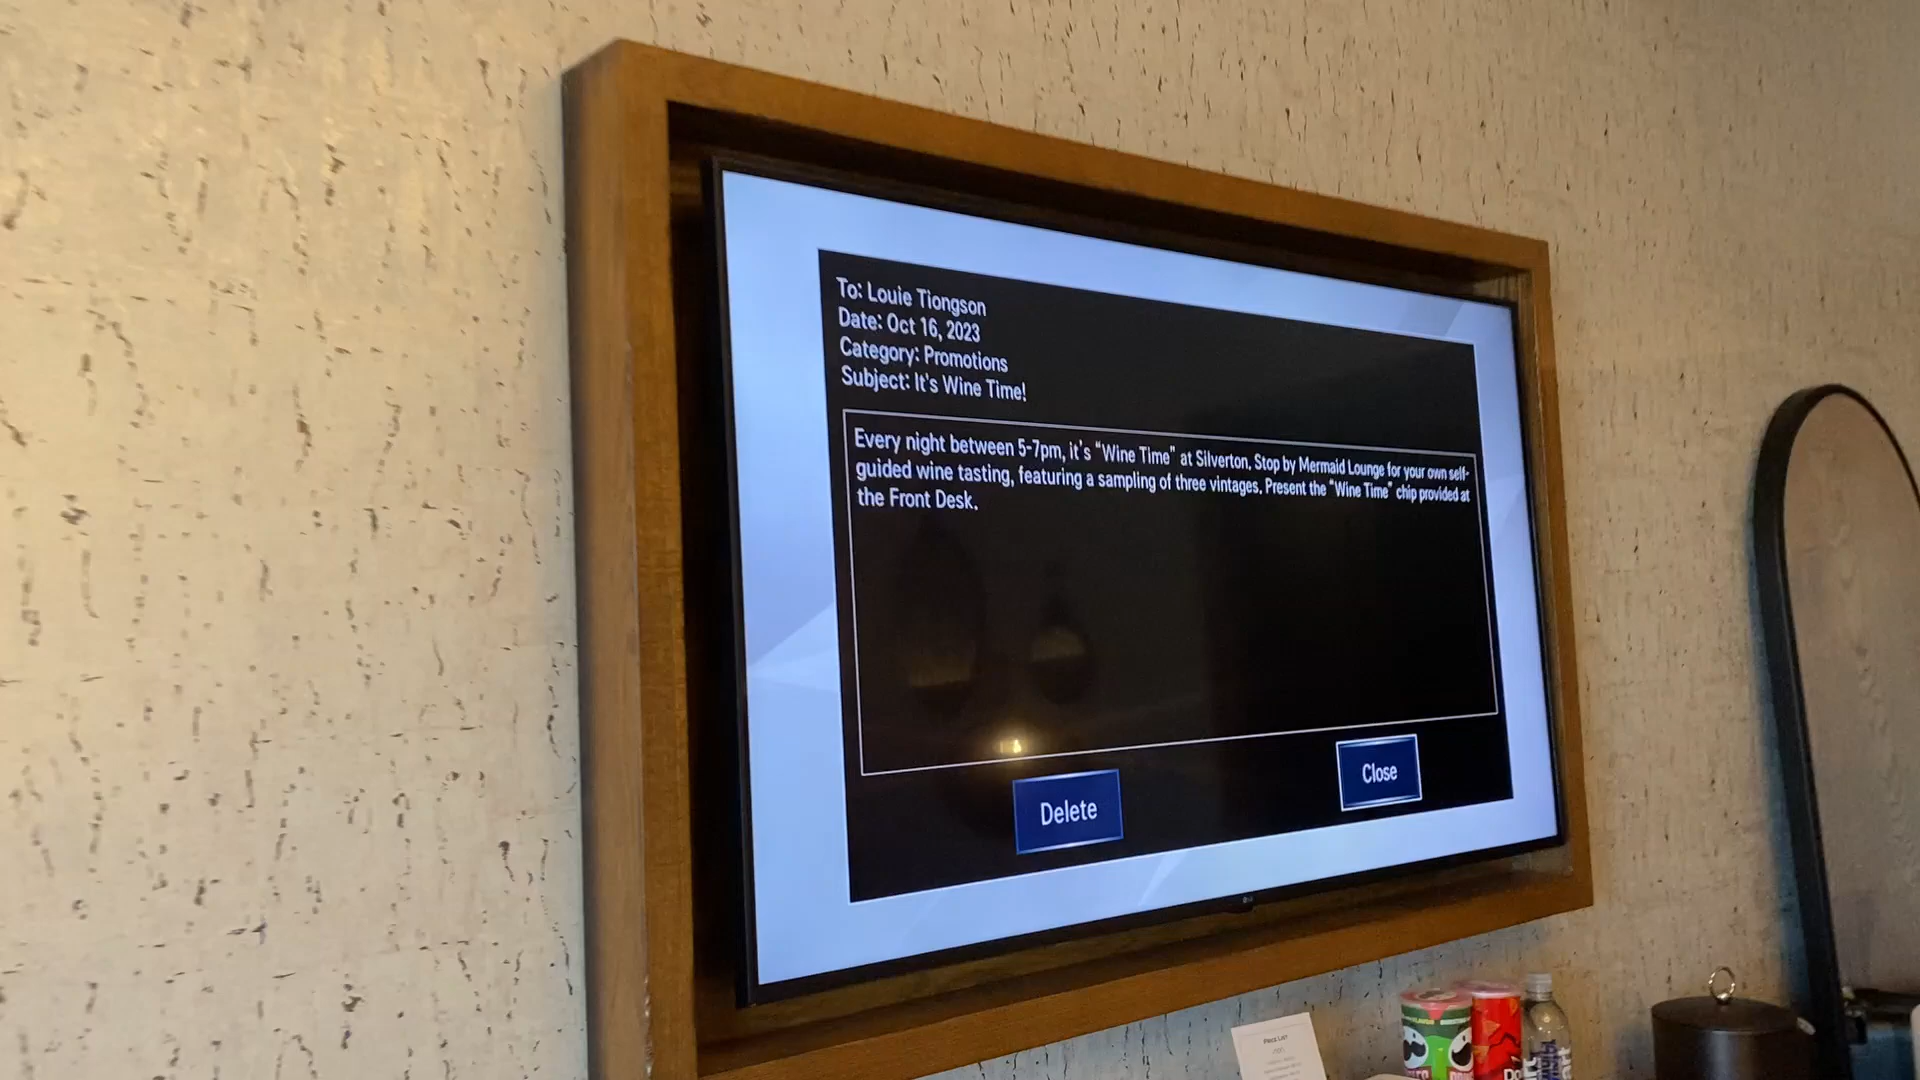 To: Louie Tiongson
Date: Oct 16, 2023
Category: Promotions
Subject: It's Wine Time!
Every night between 5-7pm, it's “Wine Time” at Silverton. Stop by Mermaid Lounge for your own self-
guided wine tasting, featuring a sampling of three vintages. Present the “Wine Time” chip provided at
the Front Desk.
Delete
Close
LG